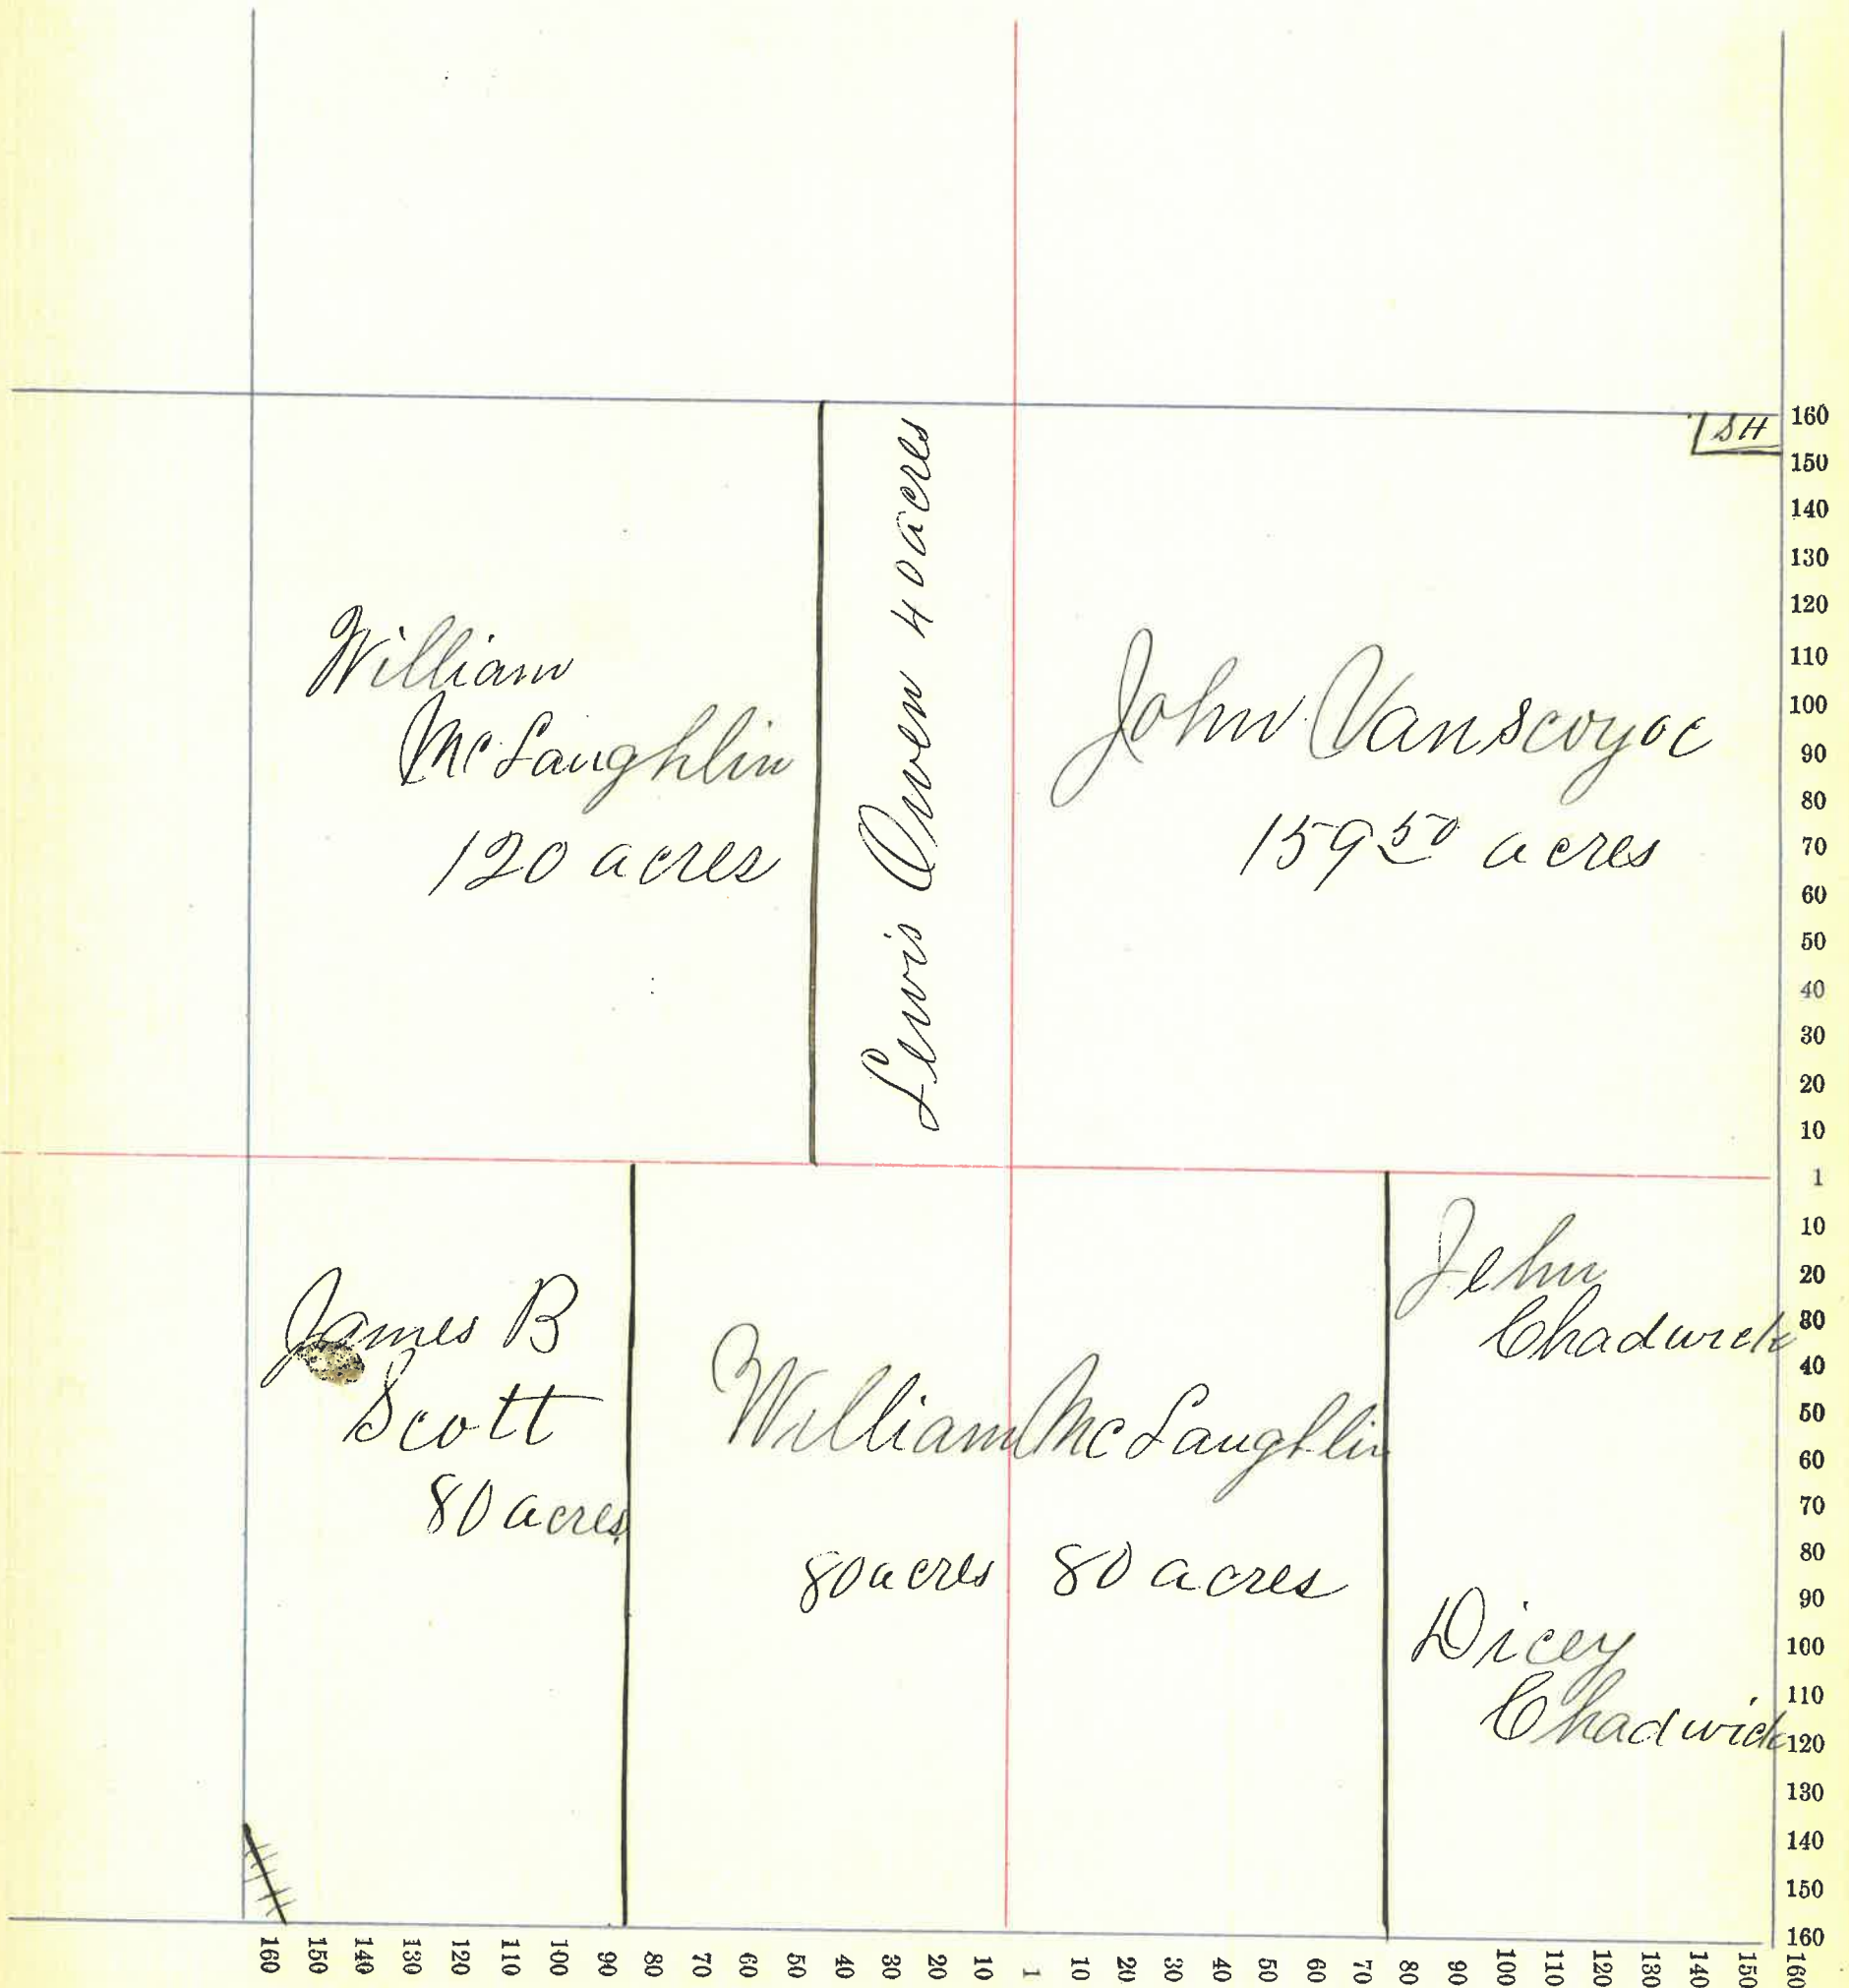 SH
William
McLaughlin
120 acres
Lewis Owen 40 acres
John Vanscoyoc
159 50 acres
James B
Scott
80 acres
William McLaughlin
80 acres 80 acres
Jehu
Chadwick
Dicey
Chadwick
160
150
140
130
120
110
100
90
80
70
60
50
40
30
20
10
1
10
20
30
40
50
60
70
80
90
100
110
120
130
140
150
160
160 150 140 130 120 110 100 90 80 70 60 50 40 30 20 10 1 10 20 30 40 50 60 70 80 90 100 110 120 130 140 150 160